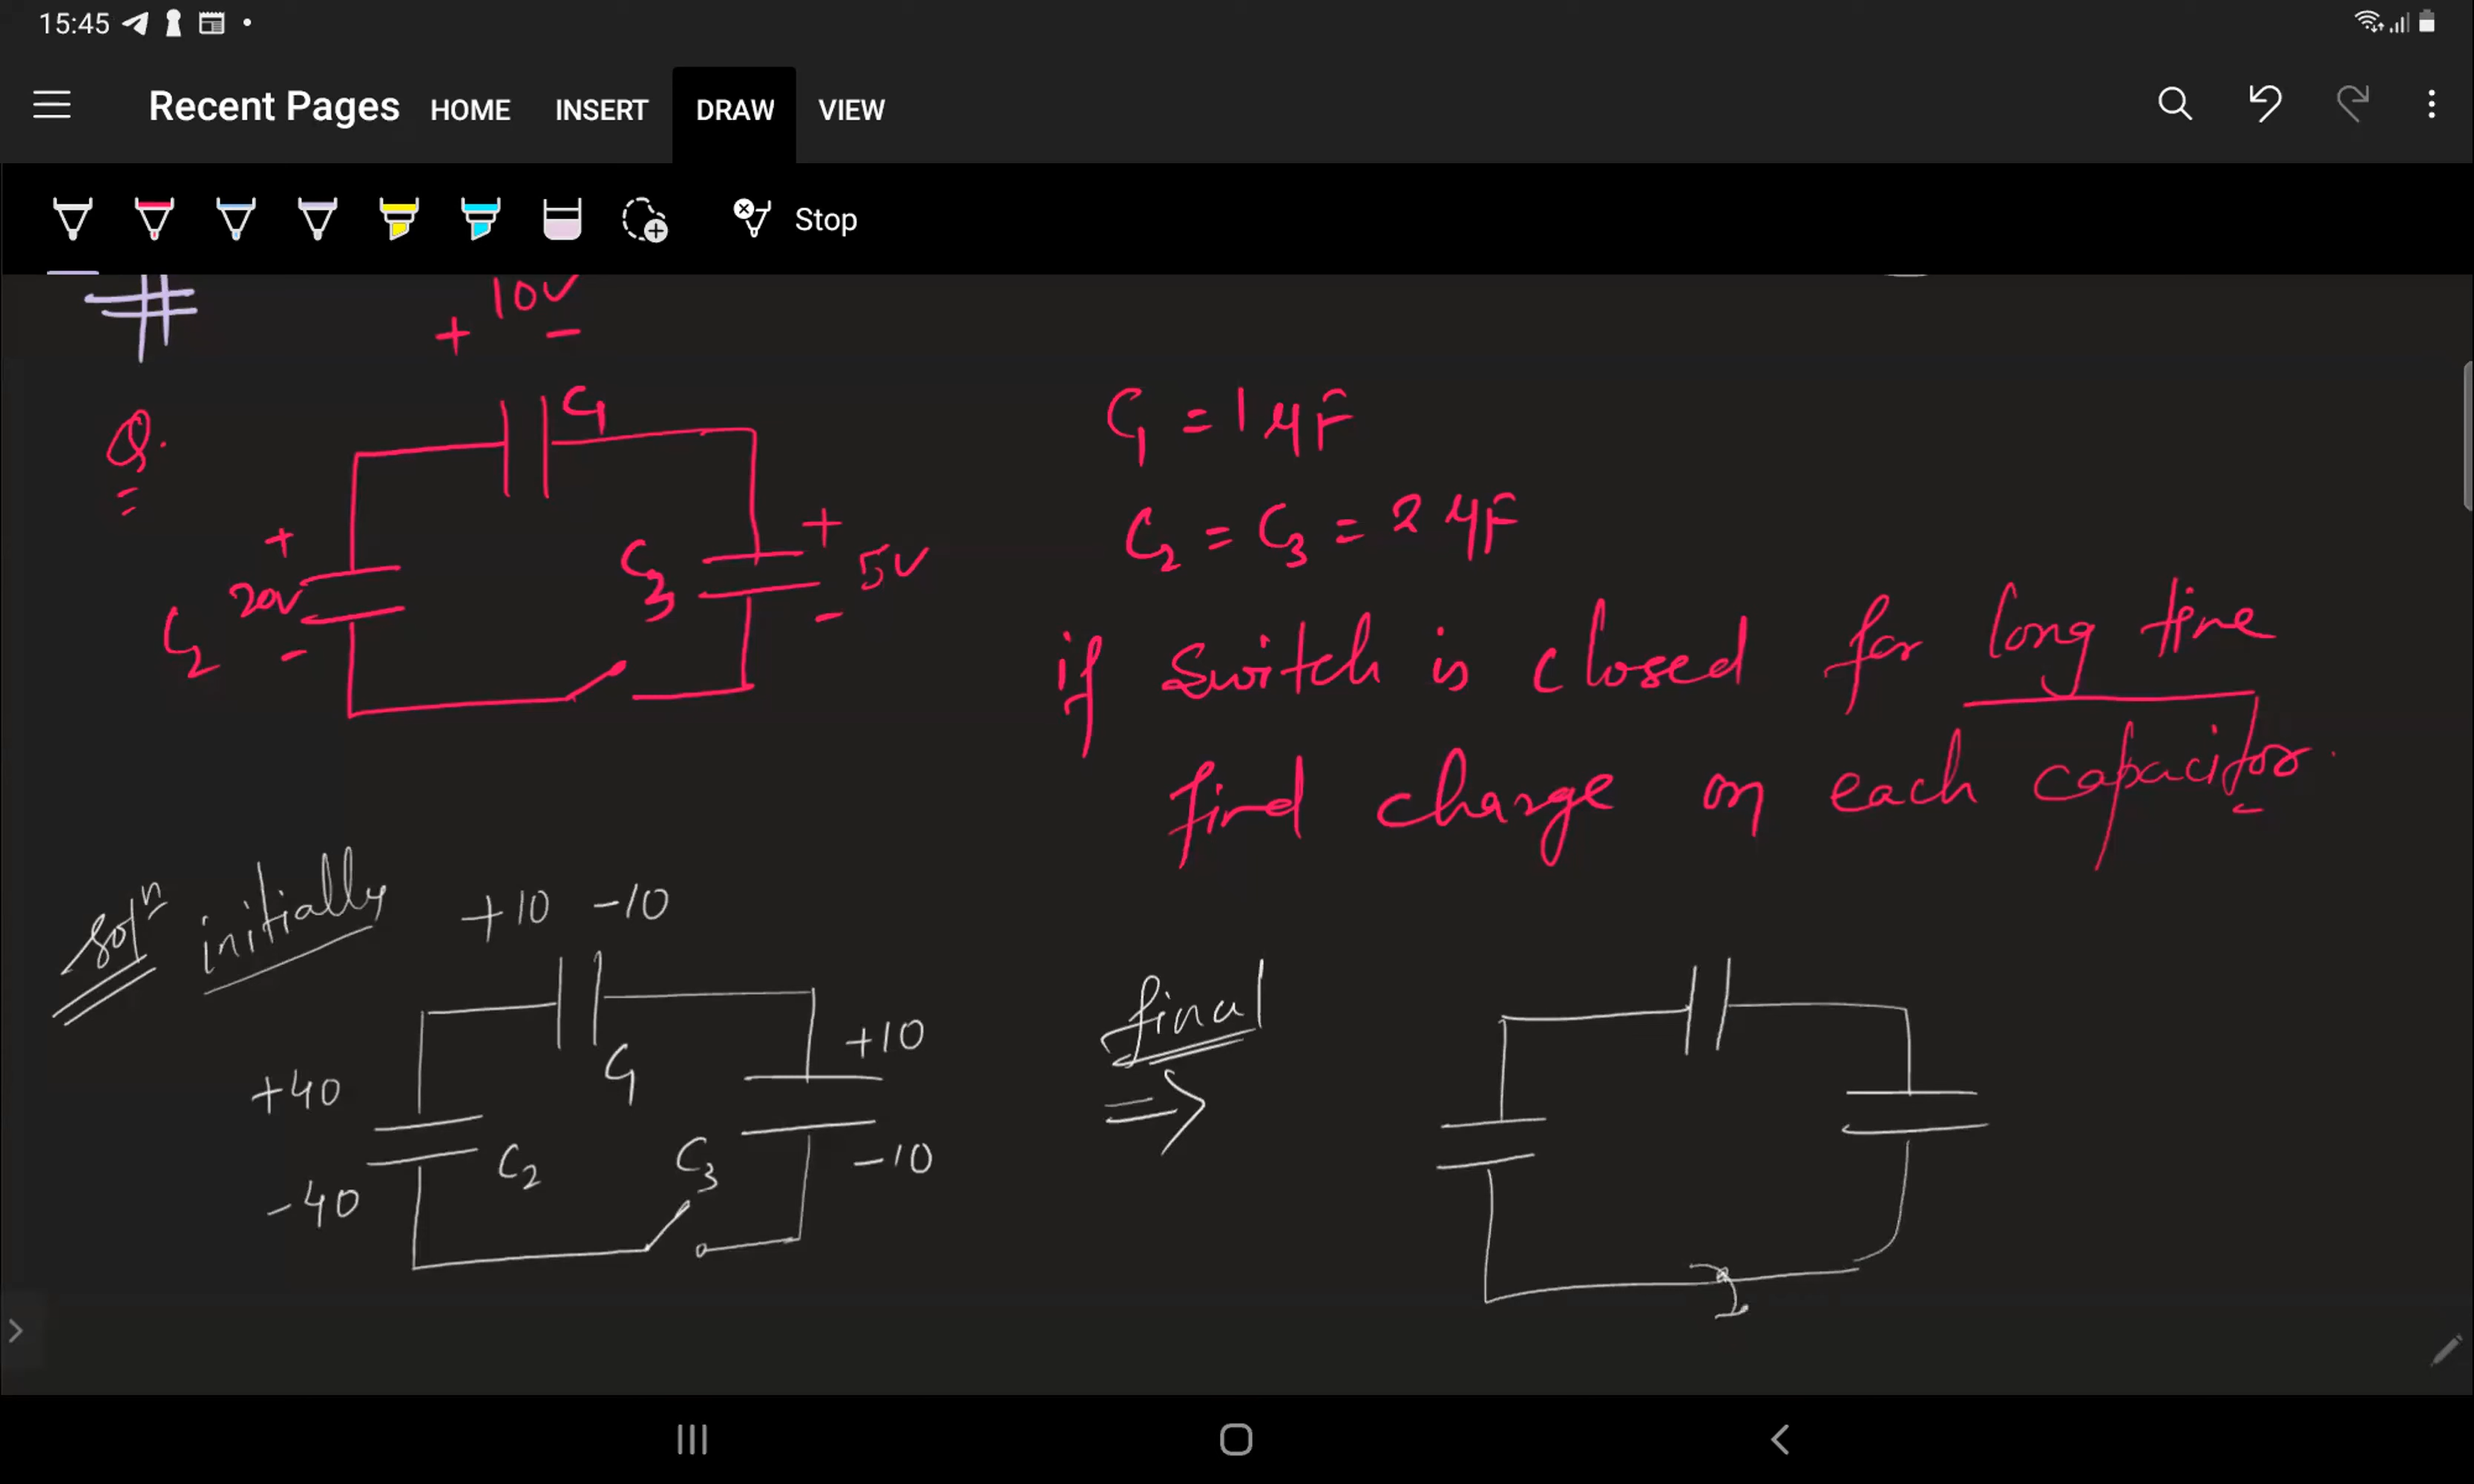 15:45
Recent Pages HOME INSERT DRAW VIEW
Stop
10V
+ -
Q.
C1
C1 = 1 μF
C2 = C3 = 2 μF
+
20V
C2
-
C3
+
5V
-
if switch is closed for long time
find charge on each capacitor.
Solⁿ initially
+10 -10
C1
+40
-40
C2
C3
+10
-10
final
⇒